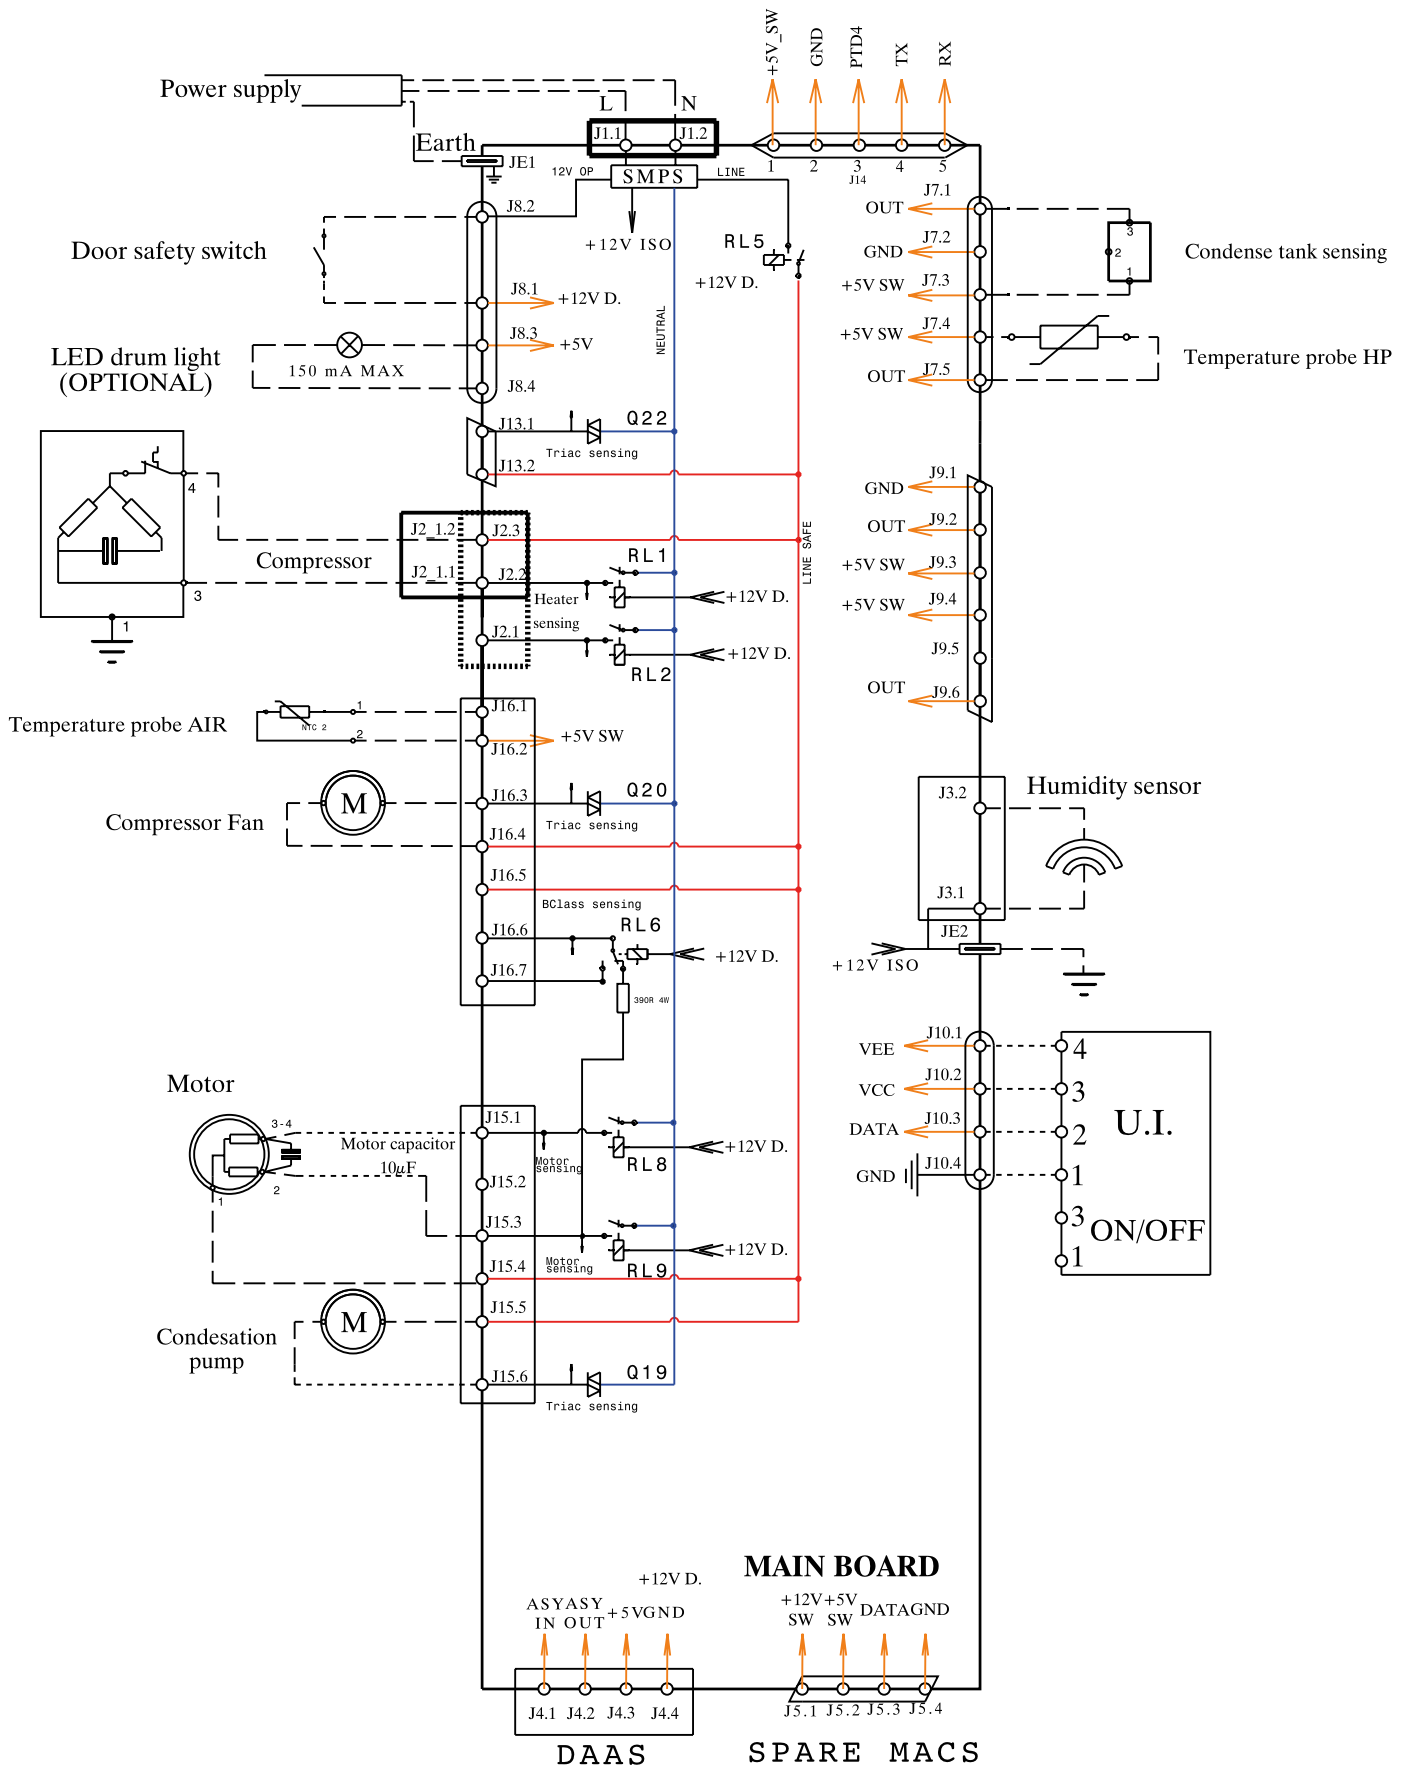 +5V_SW
GND
PTD4
TX
RX
Power supply
L
N
J1.1
J1.2
Earth
JE1
1
2
3
4
5
J14
12V OP
SMPS
LINE
J7.1
J8.2
OUT
3
+12V ISO
RL5
J7.2
Door safety switch
GND
2
Condense tank sensing
+12V D.
J7.3
1
+5V SW
J8.1
+12V D.
NEUTRAL
J7.4
J8.3
+5V
+5V SW
LED drum light
(OPTIONAL)
150 mA MAX
Temperature probe HP
J7.5
OUT
J8.4
J13.1
Q22
Triac sensing
J13.2
J9.1
GND
4
J9.2
OUT
J2_1.2
J2.3
LINE SAFE
Compressor
RL1
J9.3
+5V SW
J2_1.1
J2.2
3
Heater
sensing
+12V D.
J9.4
+5V SW
1
J2.1
+12V D.
RL2
J9.5
J9.6
OUT
J16.1
1
Temperature probe AIR
NTC 2
2
+5V SW
J16.2
J16.3
Q20
M
Humidity sensor
J3.2
Compressor Fan
Triac sensing
J16.4
J16.5
BClass sensing
J3.1
RL6
J16.6
JE2
+12V D.
+12V ISO
J16.7
390R 4W
J10.1
VEE
4
Motor
J10.2
VCC
3
U.I.
J15.1
J10.3
DATA
2
3-4
Motor capacitor
10µF
Motor
sensing
RL8
+12V D.
J10.4
GND
1
2
J15.2
1
J15.3
3
ON/OFF
+12V D.
1
J15.4
Motor
sensing
RL9
J15.5
M
Condesation
pump
J15.6
Q19
Triac sensing
MAIN BOARD
+12V D.
ASY
IN
ASY
OUT
+5V
GND
+12V
SW
+5V
SW
DATA
GND
J4.1
J4.2
J4.3
J4.4
J5.1
J5.2
J5.3
J5.4
DAAS
SPARE MACS